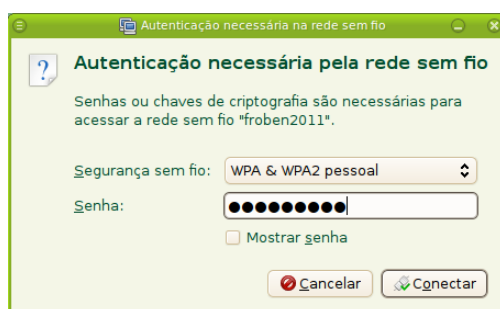 Autenticação necessária na rede sem fio
Autenticação necessária pela rede sem fio
Senhas ou chaves de criptografia são necessárias para
acessar a rede sem fio "froben2011".
Segurança sem fio: WPA & WPA2 pessoal
Senha: ●●●●●●●●●
Mostrar senha
Cancelar Conectar